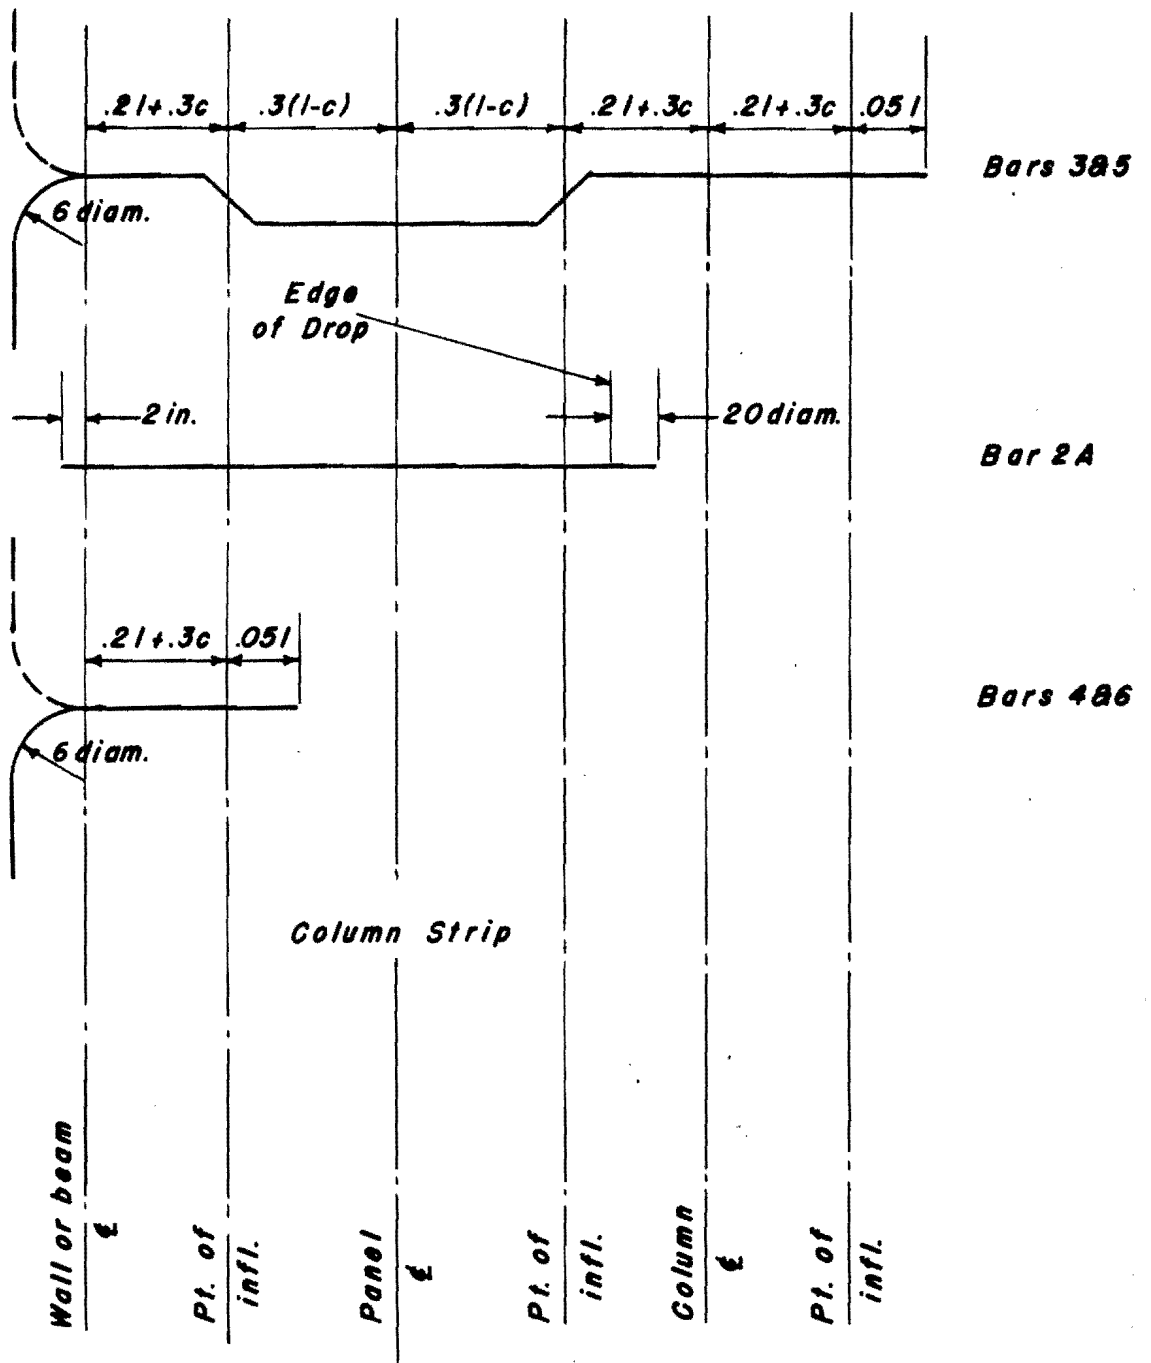 .2l+.3c .3(l-c) .3(l-c) .2l+.3c .2l+.3c .05l
Bars 3&5
6 diam.
Edge
of Drop
2 in.
20 diam.
Bar 2A
.2l+.3c .05l
Bars 4&6
6 diam.
Column Strip
Wall or beam
℄
Pt. of
infl.
Panel
℄
Pt. of
infl.
Column
℄
Pt. of
infl.